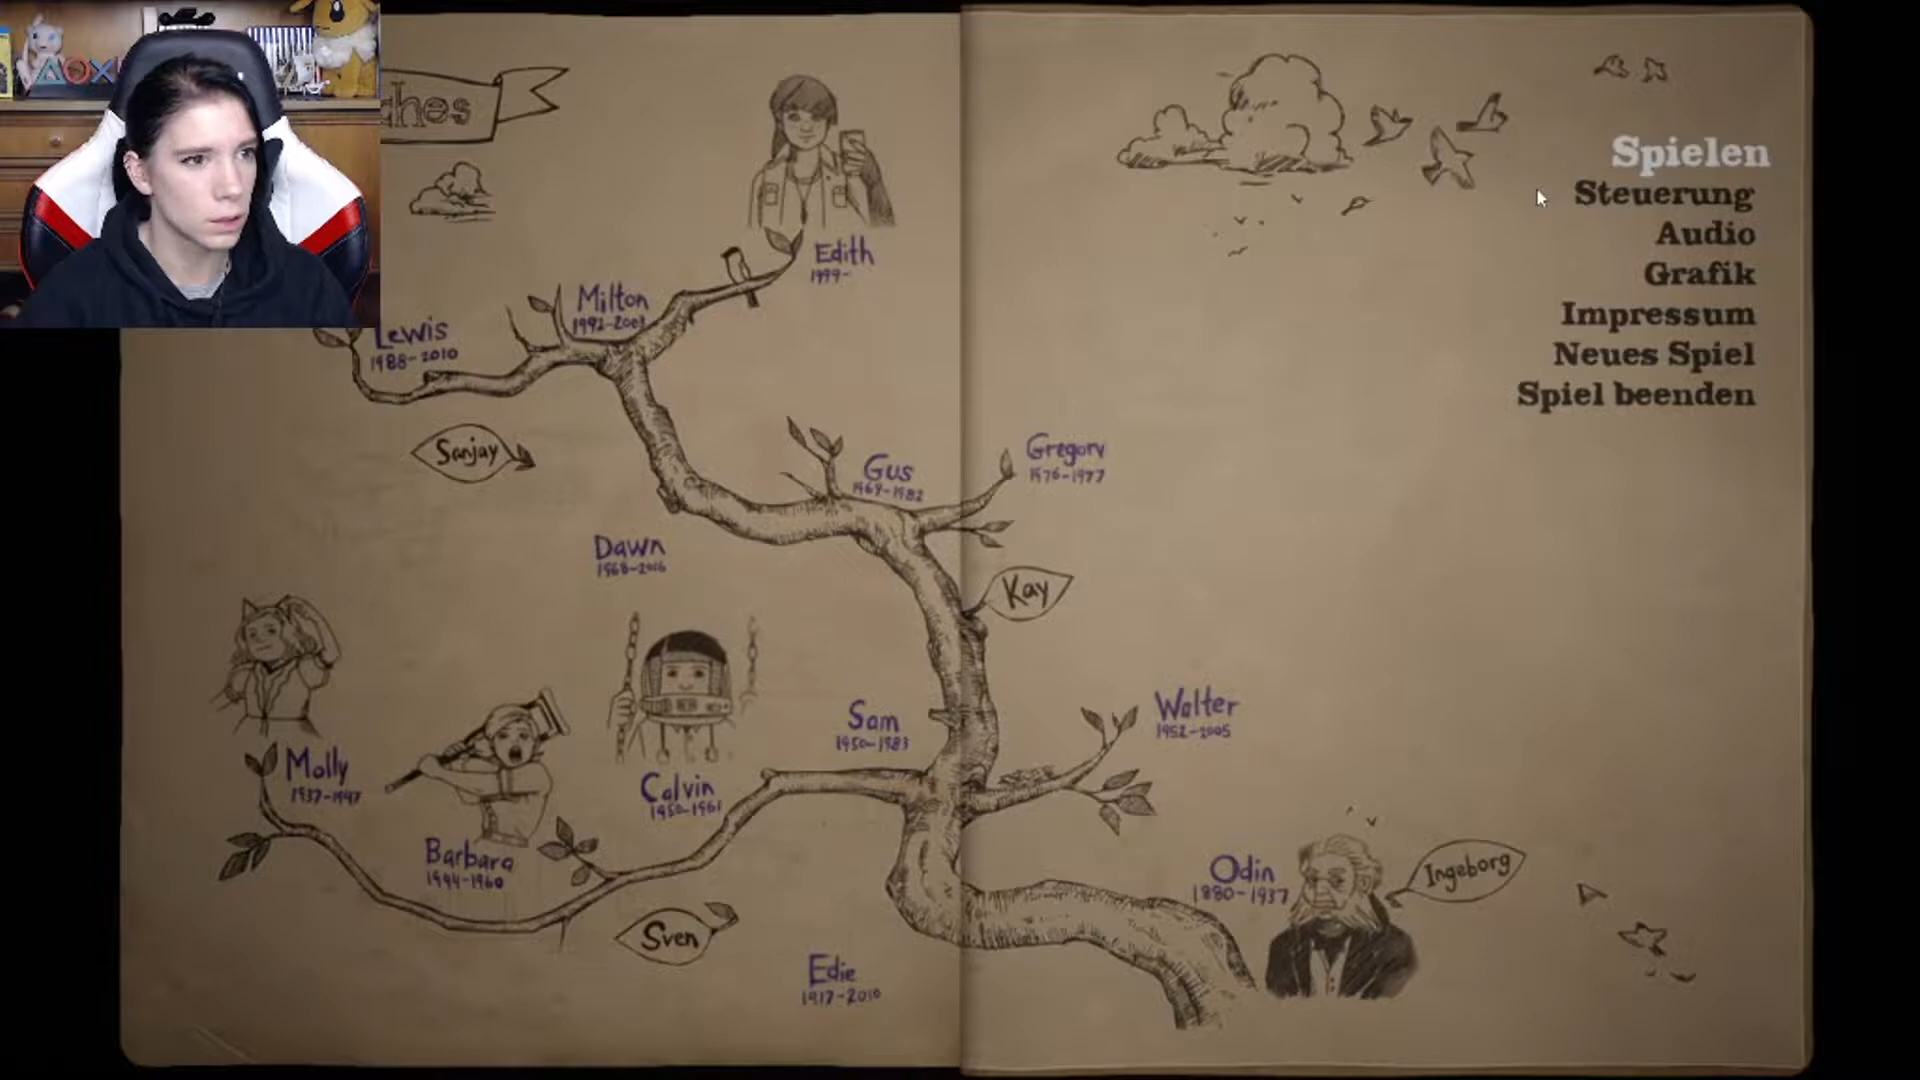 ches
Edith
1999-
Milton
1992-2003
Lewis
1988-2010
Sanjay
Gus
1969-1982
Gregory
1976-1977
Dawn
1968-2016
Kay
Sam
1950-1983
Walter
1952-2005
Molly
1937-1947
Calvin
1950-1961
Barbara
1944-1960
Sven
Odin
1880-1937
Ingeborg
Edie
1917-2010
Spielen
Steuerung
Audio
Grafik
Impressum
Neues Spiel
Spiel beenden